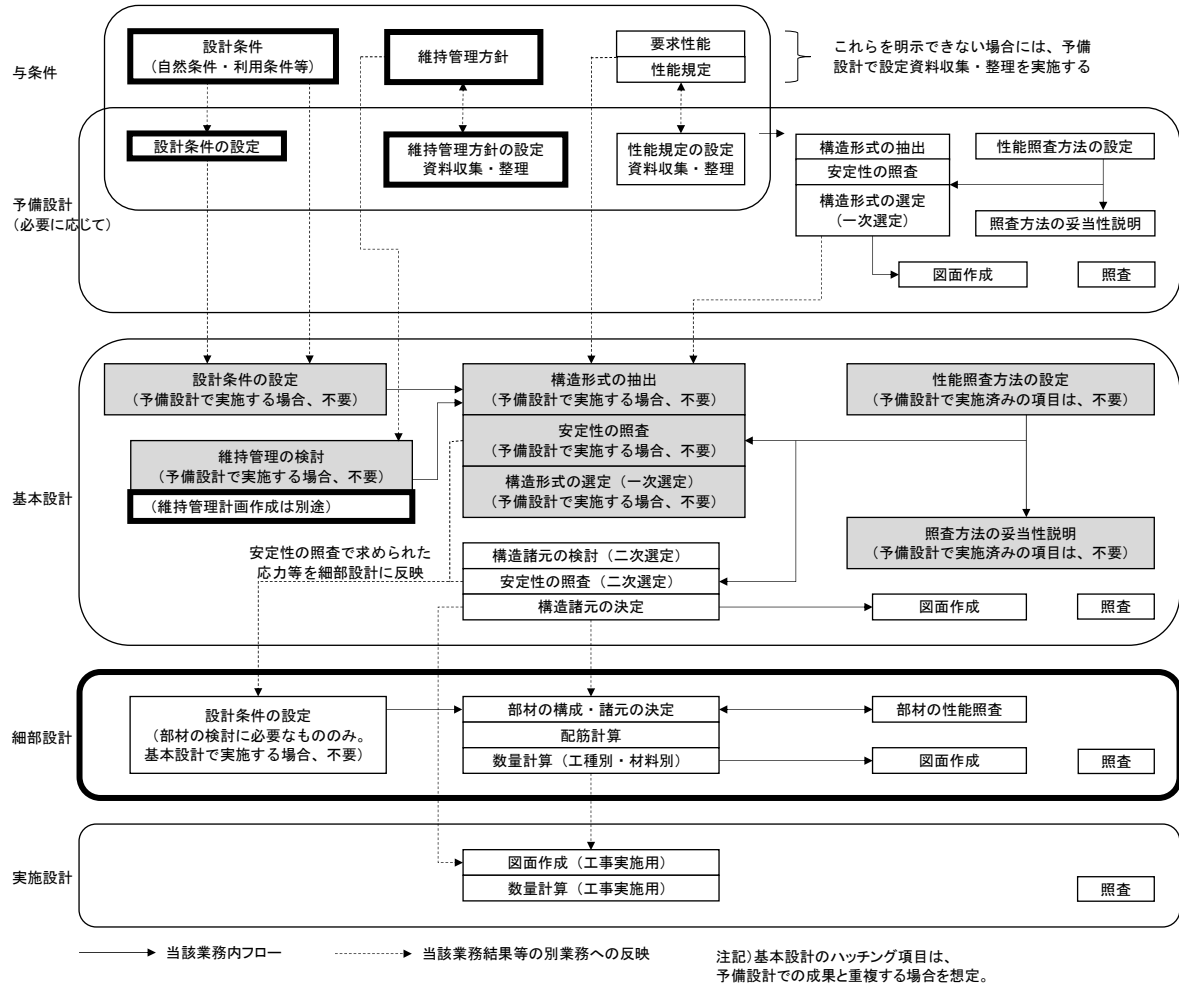 与条件
設計条件
（自然条件・利用条件等）
維持管理方針
要求性能
性能規定
これらを明示できない場合には、予備
設計で設定資料収集・整理を実施する
予備設計
（必要に応じて）
設計条件の設定
維持管理方針の設定
資料収集・整理
性能規定の設定
資料収集・整理
構造形式の抽出
安定性の照査
構造形式の選定
（一次選定）
性能照査方法の設定
照査方法の妥当性説明
図面作成
照査
基本設計
設計条件の設定
（予備設計で実施する場合、不要）
維持管理の検討
（予備設計で実施する場合、不要）
（維持管理計画作成は別途）
構造形式の抽出
（予備設計で実施する場合、不要）
安定性の照査
（予備設計で実施する場合、不要）
構造形式の選定（一次選定）
（予備設計で実施する場合、不要）
性能照査方法の設定
（予備設計で実施済みの項目は、不要）
照査方法の妥当性説明
（予備設計で実施済みの項目は、不要）
安定性の照査で求められた
応力等を細部設計に反映
構造諸元の検討（二次選定）
安定性の照査（二次選定）
構造諸元の決定
図面作成
照査
細部設計
設計条件の設定
（部材の検討に必要なもののみ。
基本設計で実施する場合、不要）
部材の構成・諸元の決定
配筋計算
数量計算（工種別・材料別）
部材の性能照査
図面作成
照査
実施設計
図面作成（工事実施用）
数量計算（工事実施用）
照査
当該業務内フロー
当該業務結果等の別業務への反映
注記）基本設計のハッチング項目は、
予備設計での成果と重複する場合を想定。